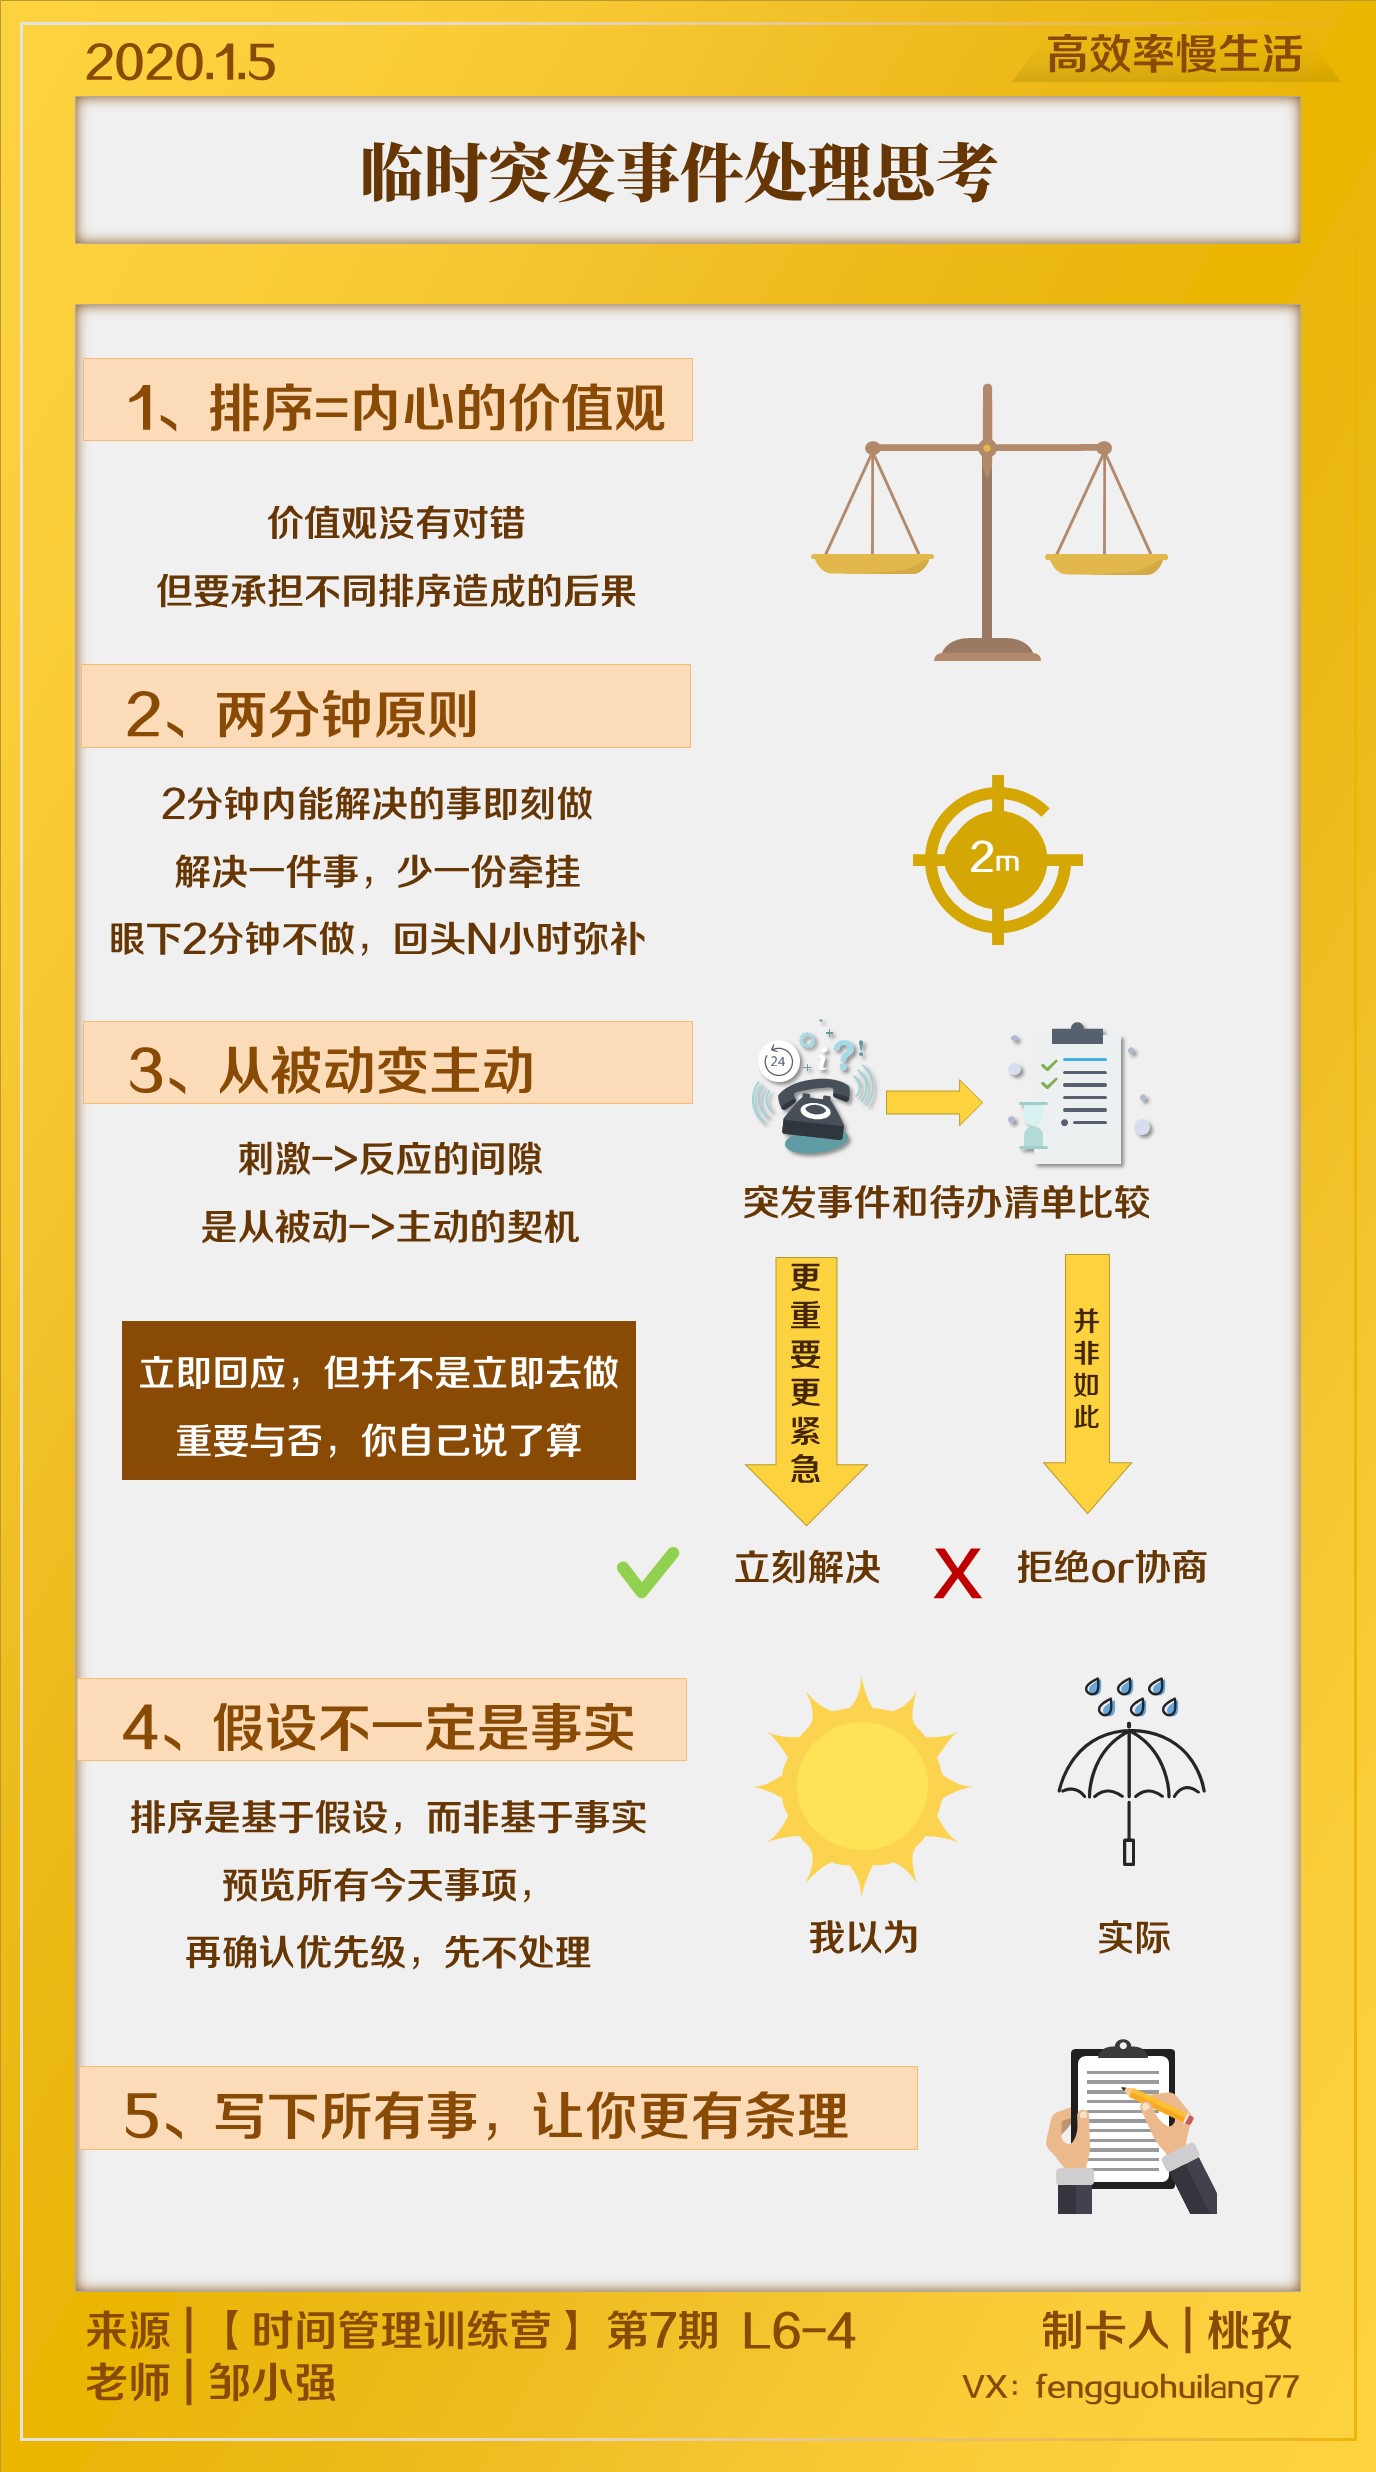 2020.1.5
高效率慢生活
临时突发事件处理思考
1、排序=内心的价值观
价值观没有对错
但要承担不同排序造成的后果
2、两分钟原则
2分钟内能解决的事即刻做
解决一件事，少一份牵挂
眼下2分钟不做，回头N小时弥补
2m
3、从被动变主动
刺激->反应的间隙
是从被动->主动的契机
立即回应，但并不是立即去做
重要与否，你自己说了算
24
i
?
!
突发事件和待办清单比较
更重要更紧急
并非如此
立刻解决
X
拒绝or协商
4、假设不一定是事实
排序是基于假设，而非基于事实
预览所有今天事项，
再确认优先级，先不处理
我以为
实际
5、写下所有事，让你更有条理
来源|【时间管理训练营】第7期 L6-4
老师|邹小强
制卡人|桃孜
VX：fengguohuilang77